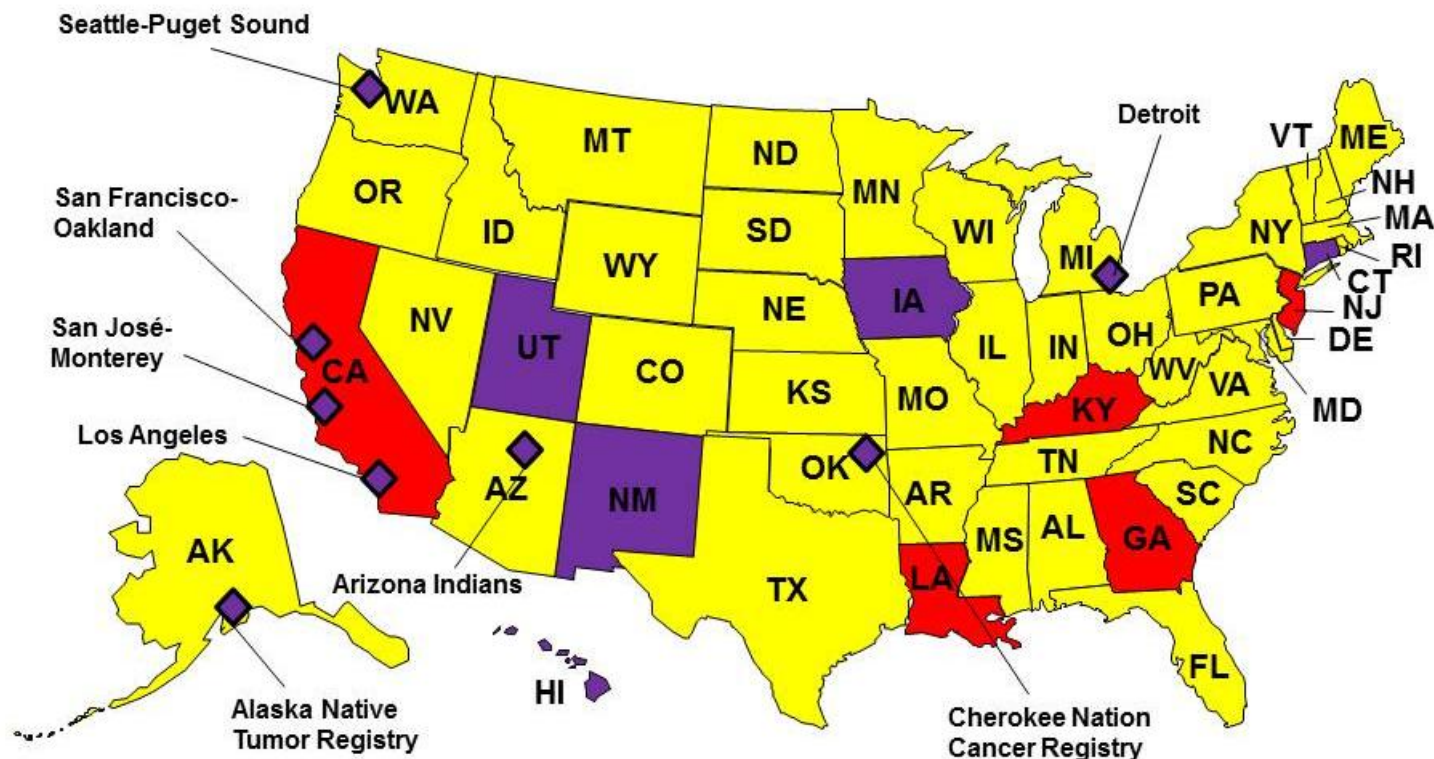 Seattle-Puget Sound
WA
MT
ND
MN
Detroit
VT
ME
NH
MA
RI
CT
NJ
DE
MD
San Francisco-
Oakland
OR
ID
SD
WI
MI
NY
WY
San José-
Monterey
NV
UT
NE
IA
IL
IN
OH
PA
CA
CO
KS
MO
WV
VA
KY
Los Angeles
AZ
NM
OK
AR
TN
NC
SC
AK
Arizona Indians
TX
LA
MS
AL
GA
HI
FL
Alaska Native
Tumor Registry
Cherokee Nation
Cancer Registry